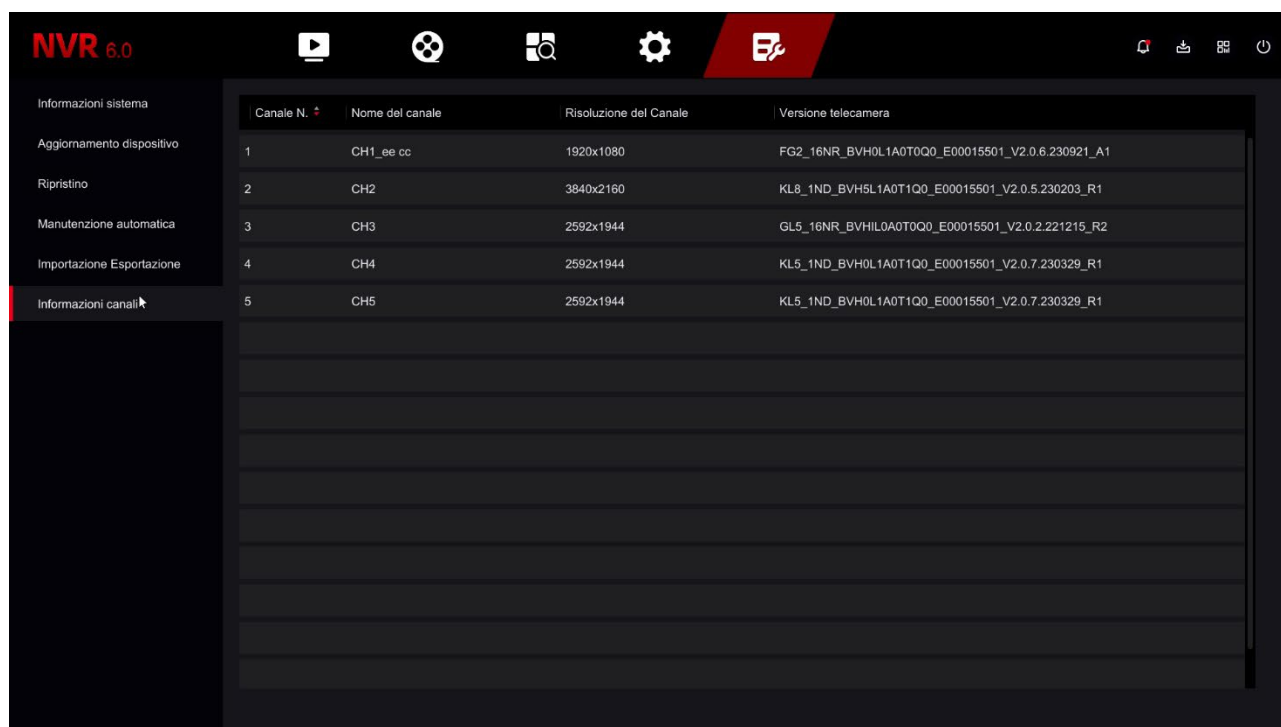 NVR 6.0
Informazioni sistema
Aggiornamento dispositivo
Ripristino
Manutenzione automatica
Importazione Esportazione
Informazioni canali
Canale N. Nome del canale Risoluzione del Canale Versione telecamera
1 CH1_ee cc 1920x1080 FG2_16NR_BVH0L1A0T0Q0_E00015501_V2.0.6.230921_A1
2 CH2 3840x2160 KL8_1ND_BVH5L1A0T1Q0_E00015501_V2.0.5.230203_R1
3 CH3 2592x1944 GL5_16NR_BVHIL0A0T0Q0_E00015501_V2.0.2.221215_R2
4 CH4 2592x1944 KL5_1ND_BVH0L1A0T1Q0_E00015501_V2.0.7.230329_R1
5 CH5 2592x1944 KL5_1ND_BVH0L1A0T1Q0_E00015501_V2.0.7.230329_R1